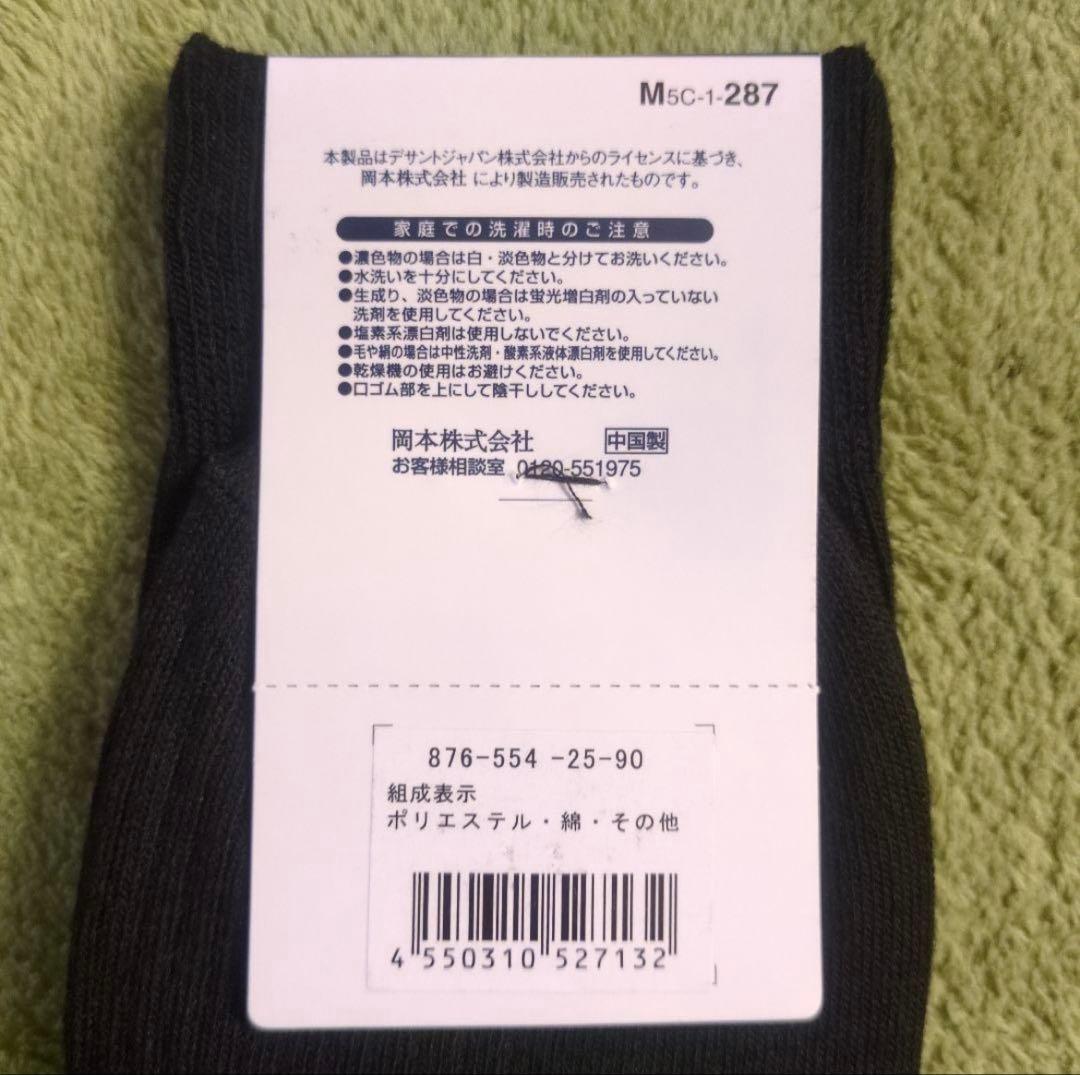 M5C-1-287
本製品はデサントジャパン株式会社からのライセンスに基づき、
岡本株式会社 により製造販売されたものです。
家庭での洗濯時のご注意
●濃色物の場合は白・淡色物と分けてお洗いください。
●水洗いを十分にしてください。
●生成り、淡色物の場合は蛍光増白剤の入っていない
洗剤を使用してください。
●塩素系漂白剤は使用しないでください。
●毛や絹の場合は中性洗剤・酸素系液体漂白剤を使用してください。
●乾燥機の使用はお避けください。
●口ゴム部を上にして陰干ししてください。
岡本株式会社 中国製
お客様相談室 0120-551975
876-554 -25-90
組成表示
ポリエステル・綿・その他
4 550310 527132